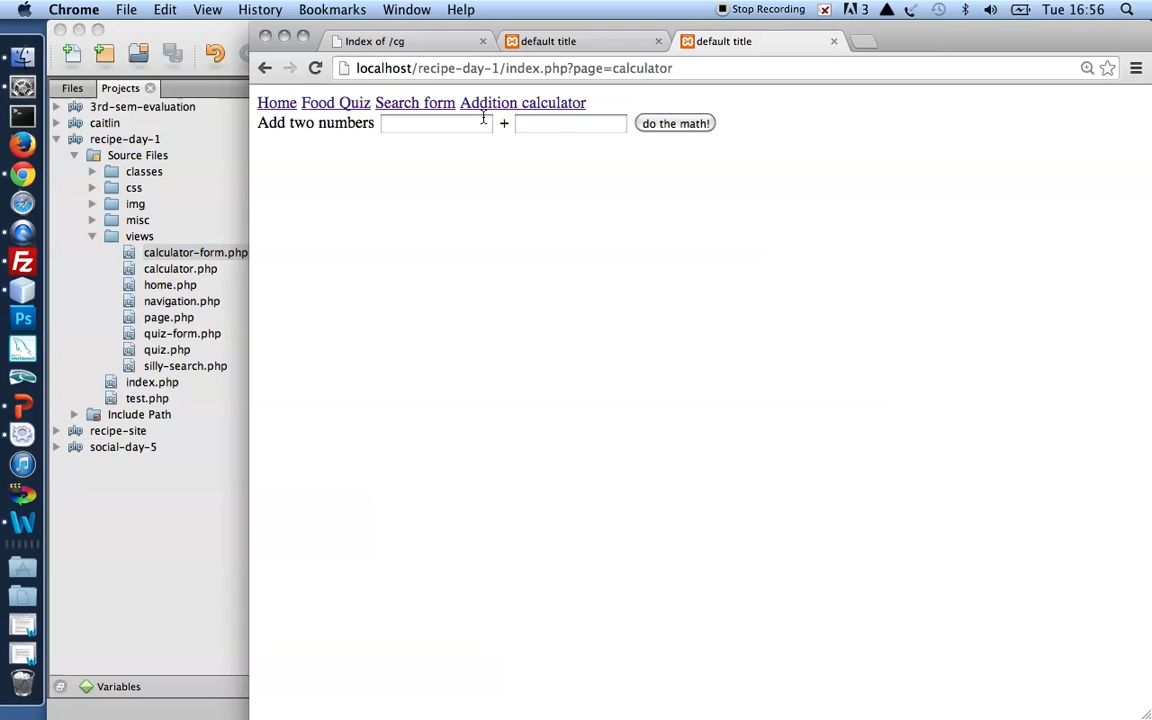 Chrome File Edit View History Bookmarks Window Help Stop Recording 3 Tue 16:56
Index of /cg default title default title
localhost/recipe-day-1/index.php?page=calculator
Files Projects
3rd-sem-evaluation
caitlin
recipe-day-1
Source Files
classes
css
img
misc
views
calculator-form.php
calculator.php
home.php
navigation.php
page.php
quiz-form.php
quiz.php
silly-search.php
index.php
test.php
Include Path
recipe-site
social-day-5
Variables
Home Food Quiz Search form Addition calculator
Add two numbers + do the math!